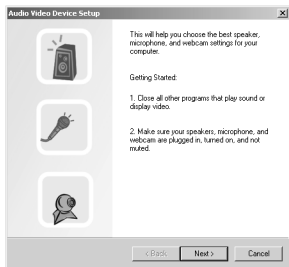 Audio Video Device Setup
This will help you choose the best speaker,
microphone, and webcam settings for your
computer.
Getting Started:
1. Close all other programs that play sound or
display video.
2. Make sure your speakers, microphone, and
webcam are plugged in, turned on, and not
muted.
< Back Next > Cancel